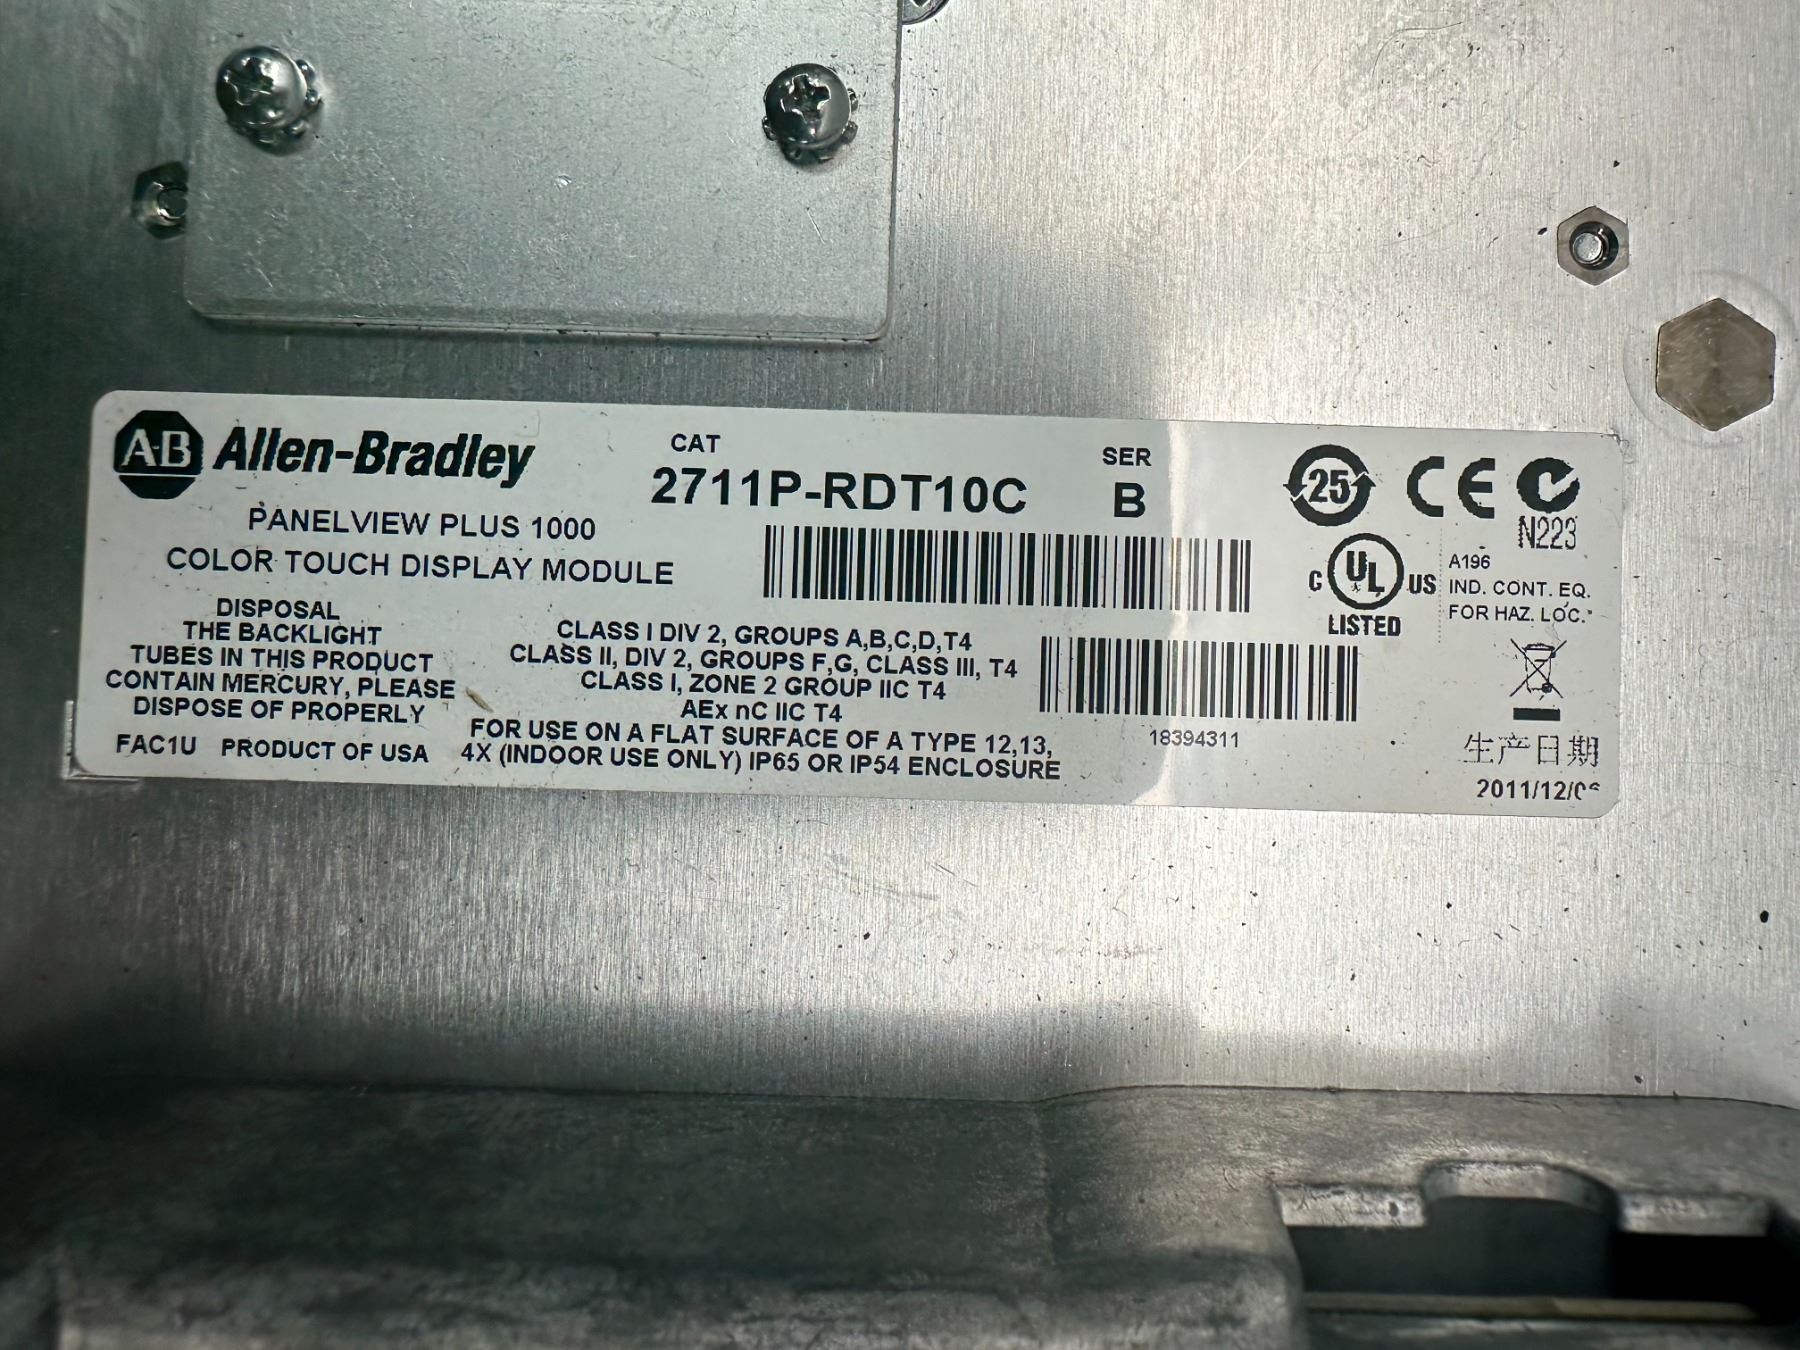 A·B Allen-Bradley
PANELVIEW PLUS 1000
COLOR TOUCH DISPLAY MODULE
CAT
2711P-RDT10C
SER
B
DISPOSAL
THE BACKLIGHT
TUBES IN THIS PRODUCT
CONTAIN MERCURY, PLEASE
DISPOSE OF PROPERLY
FAC1U PRODUCT OF USA
CLASS I DIV 2, GROUPS A,B,C,D,T4
CLASS II, DIV 2, GROUPS F,G, CLASS III, T4
CLASS I, ZONE 2 GROUP IIC T4
AEx nC IIC T4
FOR USE ON A FLAT SURFACE OF A TYPE 12,13,
4X (INDOOR USE ONLY) IP65 OR IP54 ENCLOSURE
18394311
25
CE
N223
C UL US
LISTED
A196
IND. CONT. EQ.
FOR HAZ. LOC.
生产日期